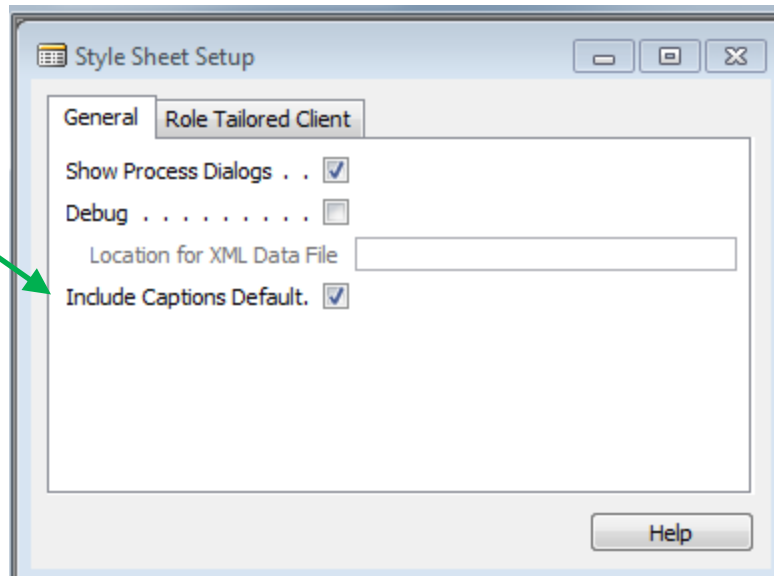 Style Sheet Setup
General Role Tailored Client
Show Process Dialogs . .
Debug . . . . . . . . .
Location for XML Data File
Include Captions Default.
Help